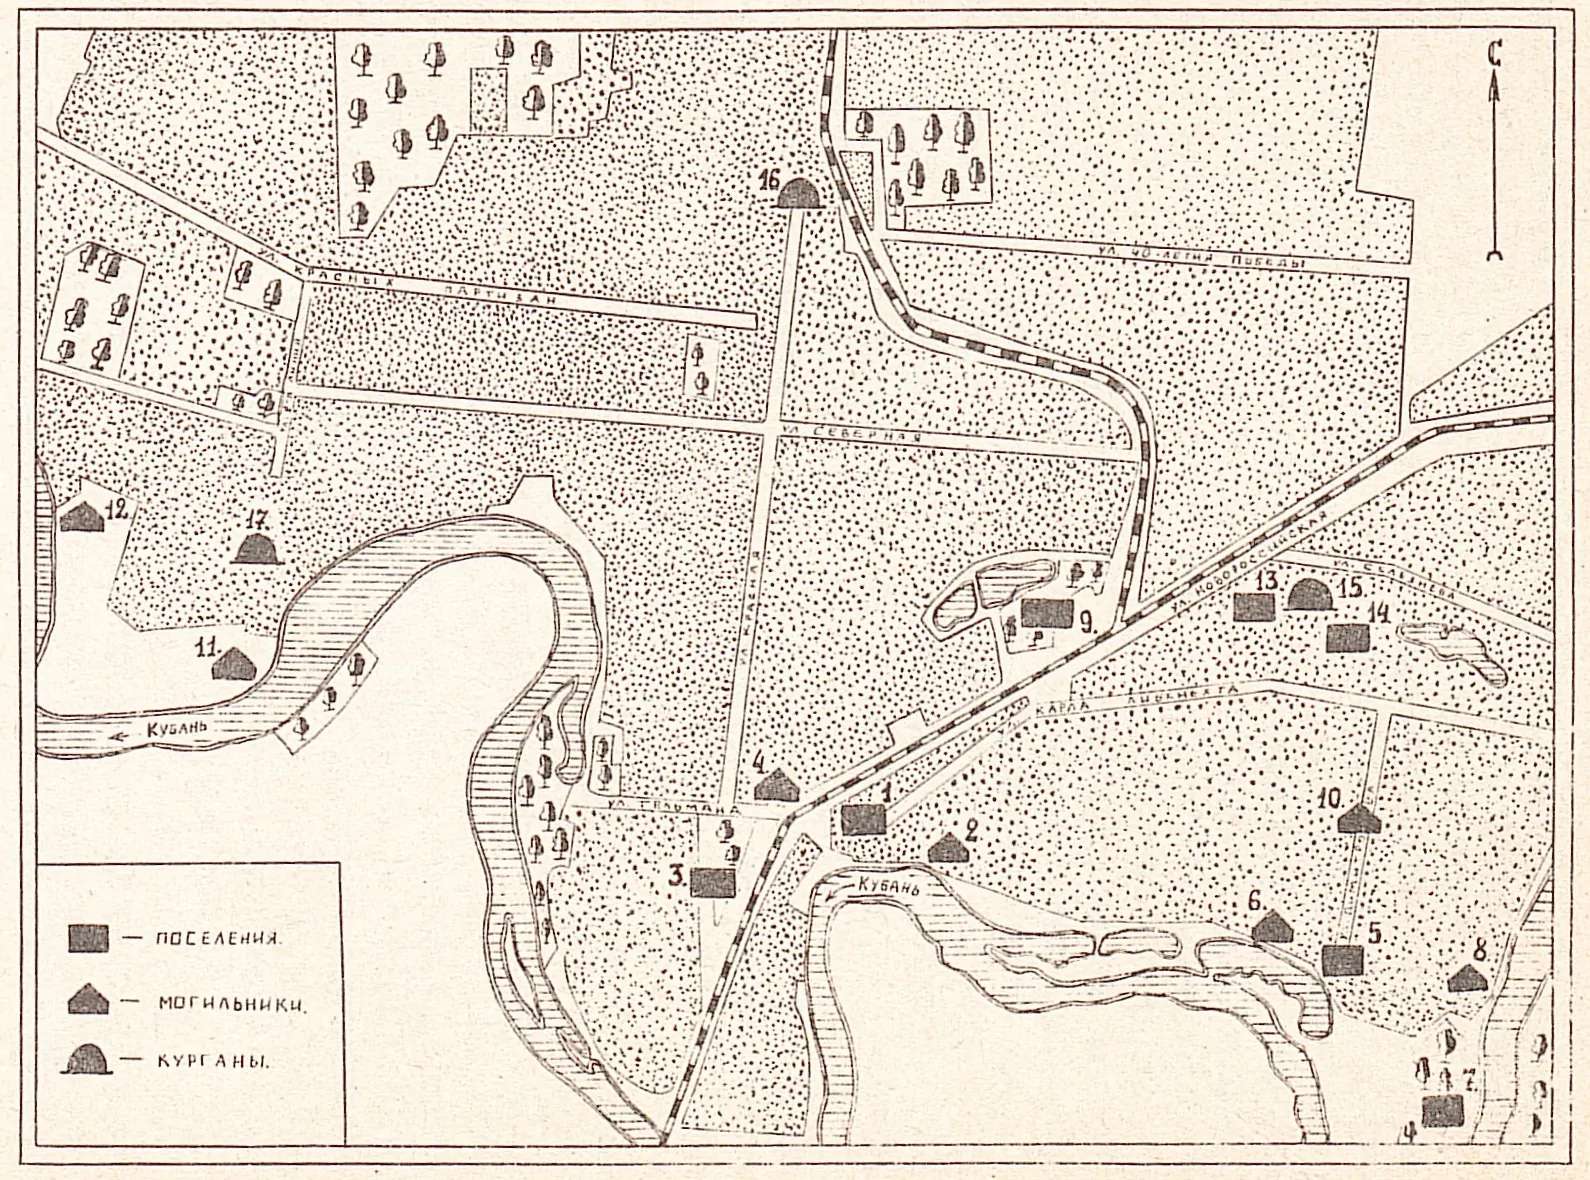 С
16.
ул. КРАСНЫХ ПАРТИЗАН
ул. 40-ЛЕТИЯ ПОБЕДЫ
ул. СЕВЕРНАЯ
12.
17.
ул. КРАСНАЯ
ул. НОВОРОССИЙСКАЯ
ул. СЕЛЕЗНЕВА
13.
15.
14.
9.
11.
КУБАНЬ
КАРЛА ЛИБКНЕХТА
4.
ул. ТЕЛЬМАНА
1.
2
10.
3.
КУБАНЬ
6.
5.
8
7.
— ПОСЕЛЕНИЯ.
— МОГИЛЬНИКИ.
— КУРГАНЫ.